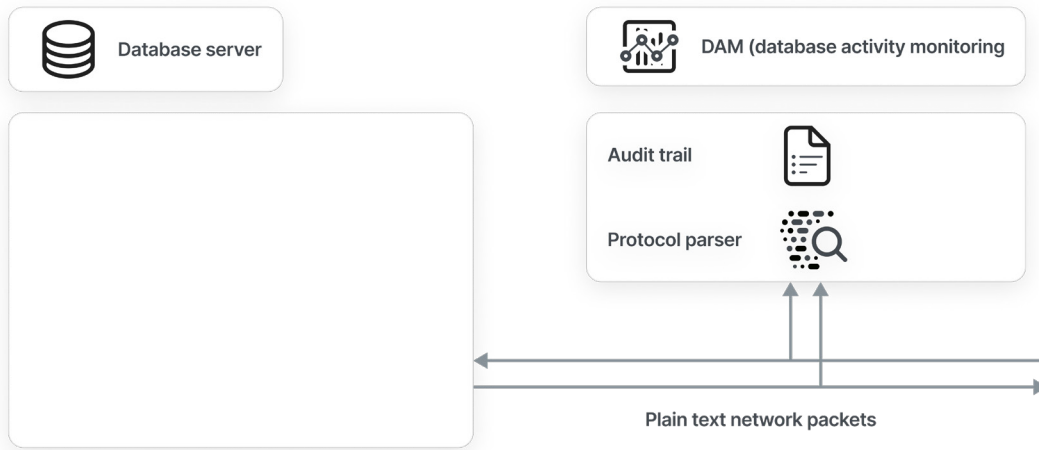 Database server
DAM (database activity monitoring
Audit trail
Protocol parser
Plain text network packets